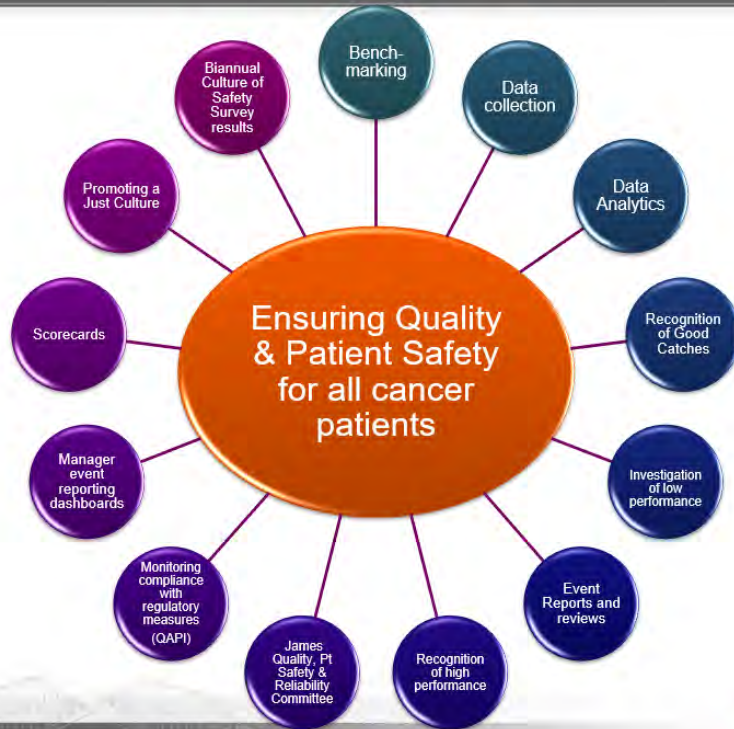 Ensuring Quality
& Patient Safety
for all cancer
patients
Bench-
marking
Data
collection
Data
Analytics
Recognition
of Good
Catches
Investigation
of low
performance
Event
Reports and
reviews
Recognition
of high
performance
James
Quality, Pt
Safety &
Reliability
Committee
Monitoring
compliance
with
regulatory
measures
(QAPI)
Manager
event
reporting
dashboards
Scorecards
Promoting a
Just Culture
Biannual
Culture of
Safety
Survey
results